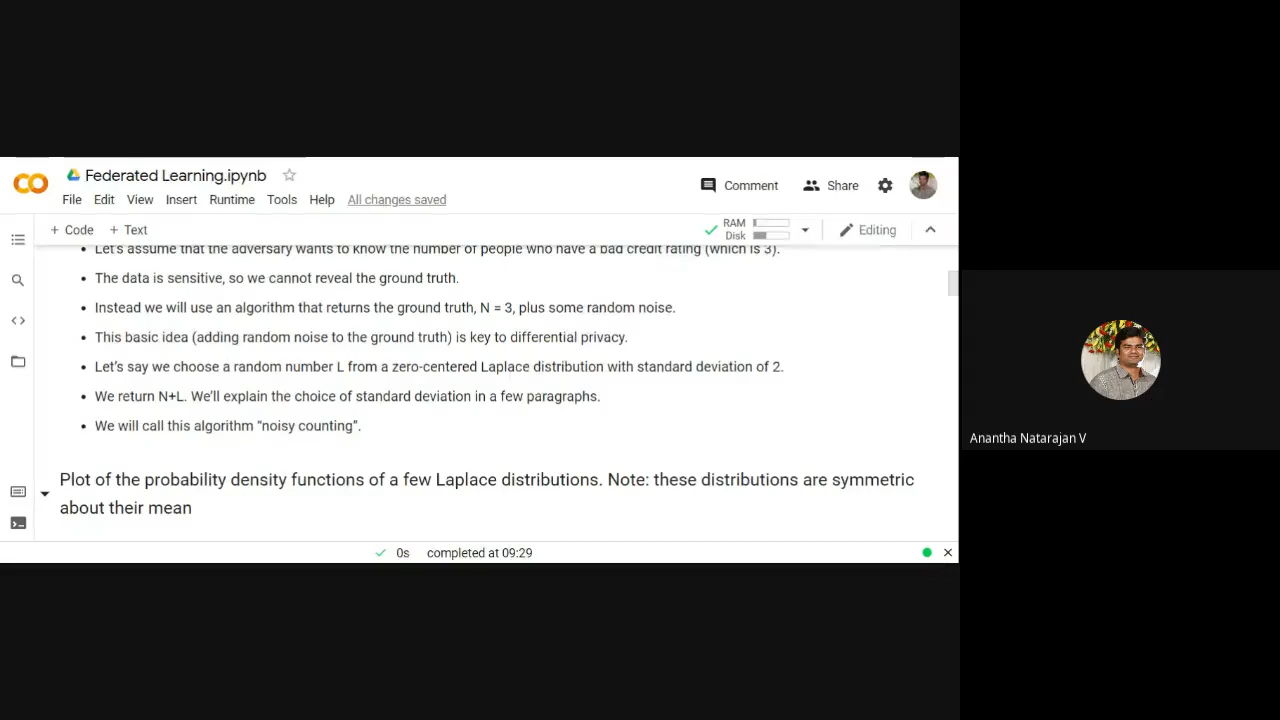 Federated Learning.ipynb
File Edit View Insert Runtime Tools Help All changes saved
Comment Share
+ Code + Text
RAM
Disk
Editing
Let's assume that the adversary wants to know the number of people who have a bad credit rating (which is 3).
• The data is sensitive, so we cannot reveal the ground truth.
• Instead we will use an algorithm that returns the ground truth, N = 3, plus some random noise.
• This basic idea (adding random noise to the ground truth) is key to differential privacy.
• Let's say we choose a random number L from a zero-centered Laplace distribution with standard deviation of 2.
• We return N+L. We'll explain the choice of standard deviation in a few paragraphs.
• We will call this algorithm “noisy counting”.
Plot of the probability density functions of a few Laplace distributions. Note: these distributions are symmetric
about their mean
0s completed at 09:29
Anantha Natarajan V